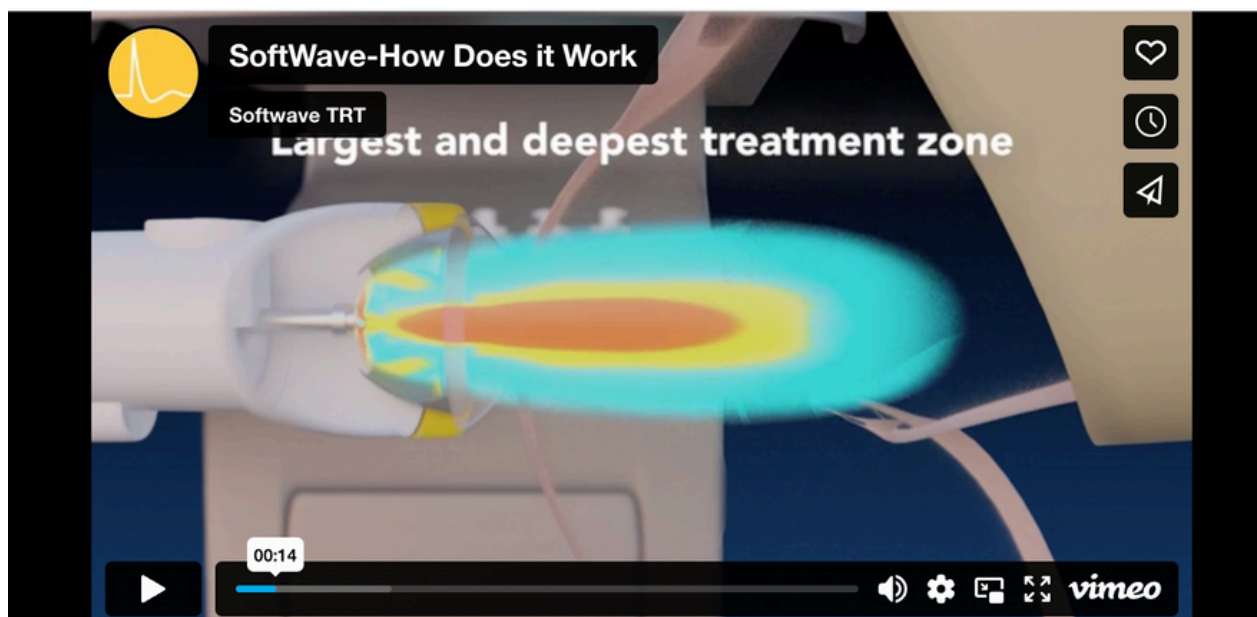 SoftWave-How Does it Work
Softwave TRT
Largest and deepest treatment zone
00:14
vimeo